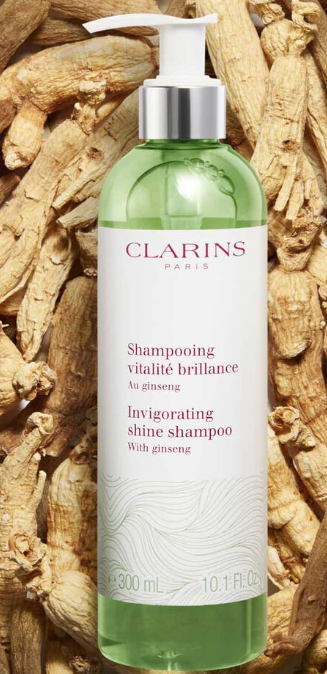 CLARINS
PARIS
Shampooing
vitalité brillance
Au ginseng
Invigorating
shine shampoo
With ginseng
℮ 300 mL 10.1 Fl. Oz